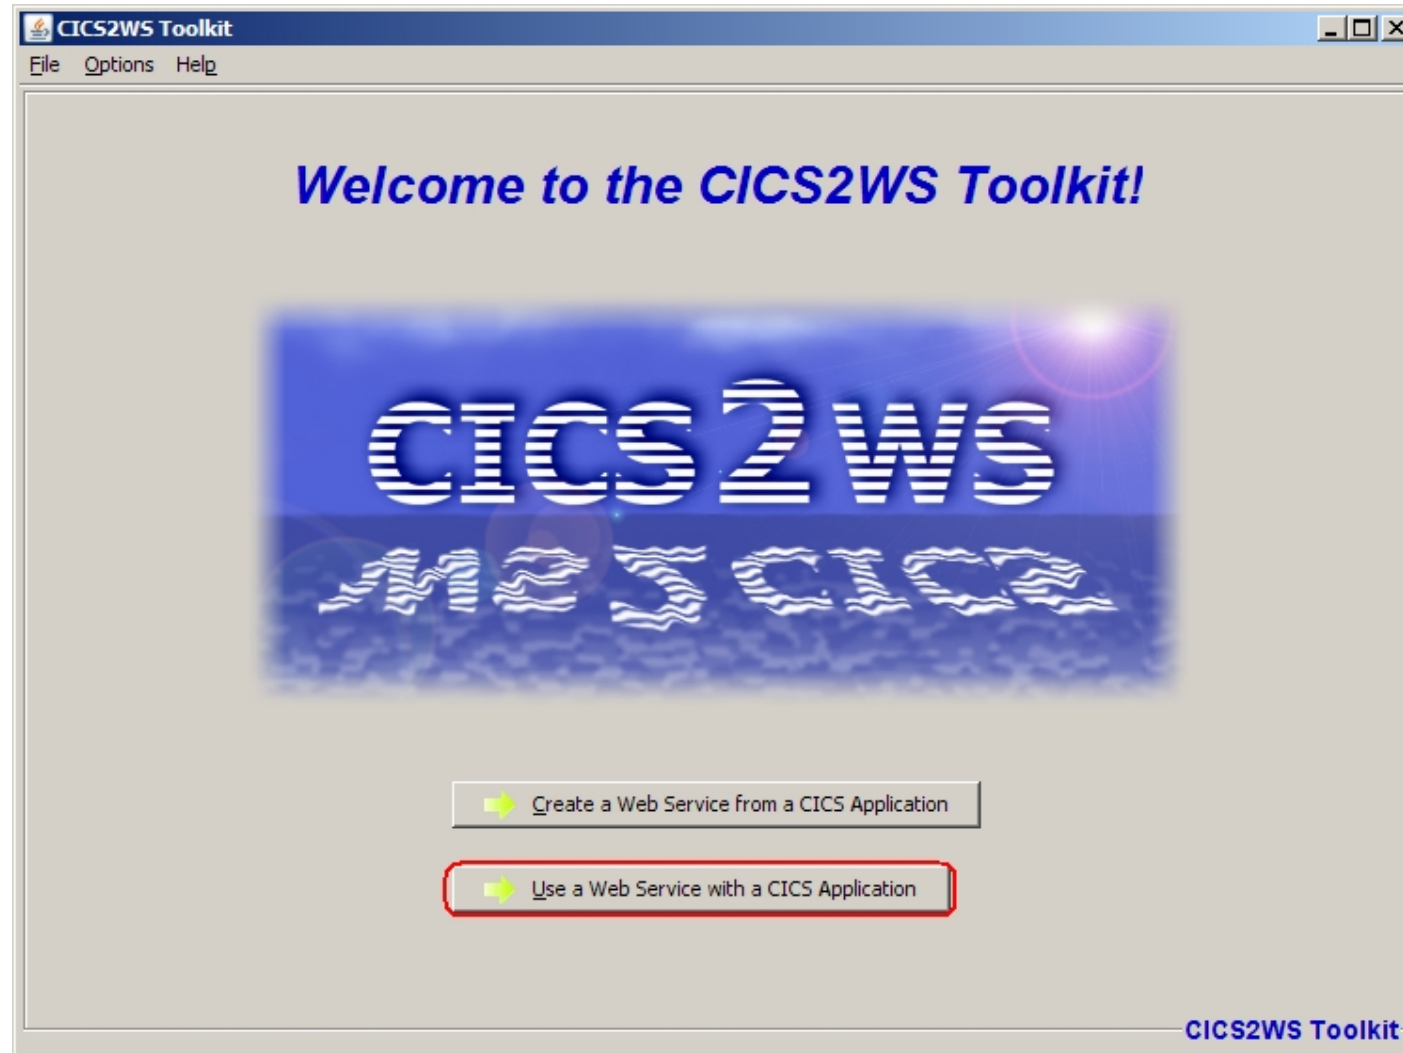 CICS2WS Toolkit
File Options Help
Welcome to the CICS2WS Toolkit!
CICS2WS
Create a Web Service from a CICS Application
Use a Web Service with a CICS Application
CICS2WS Toolkit